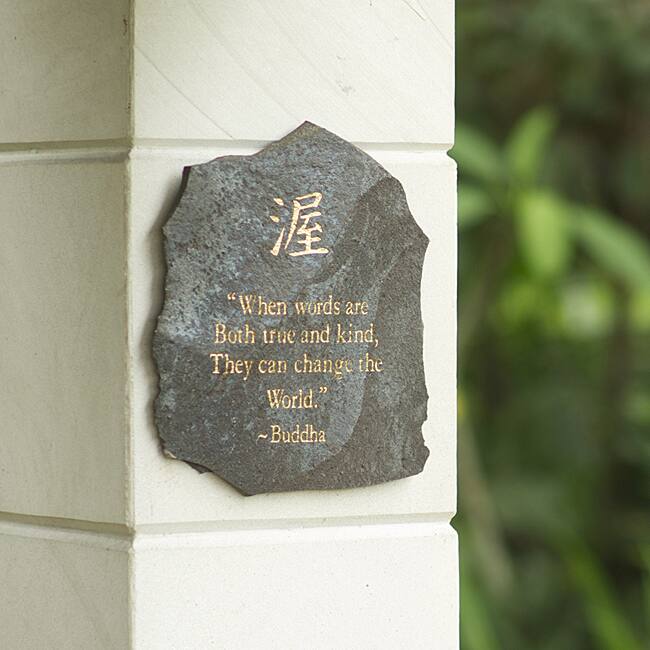 渥
“When words are
Both true and kind,
They can change the
World.”
~Buddha